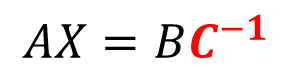 AX = BC⁻¹